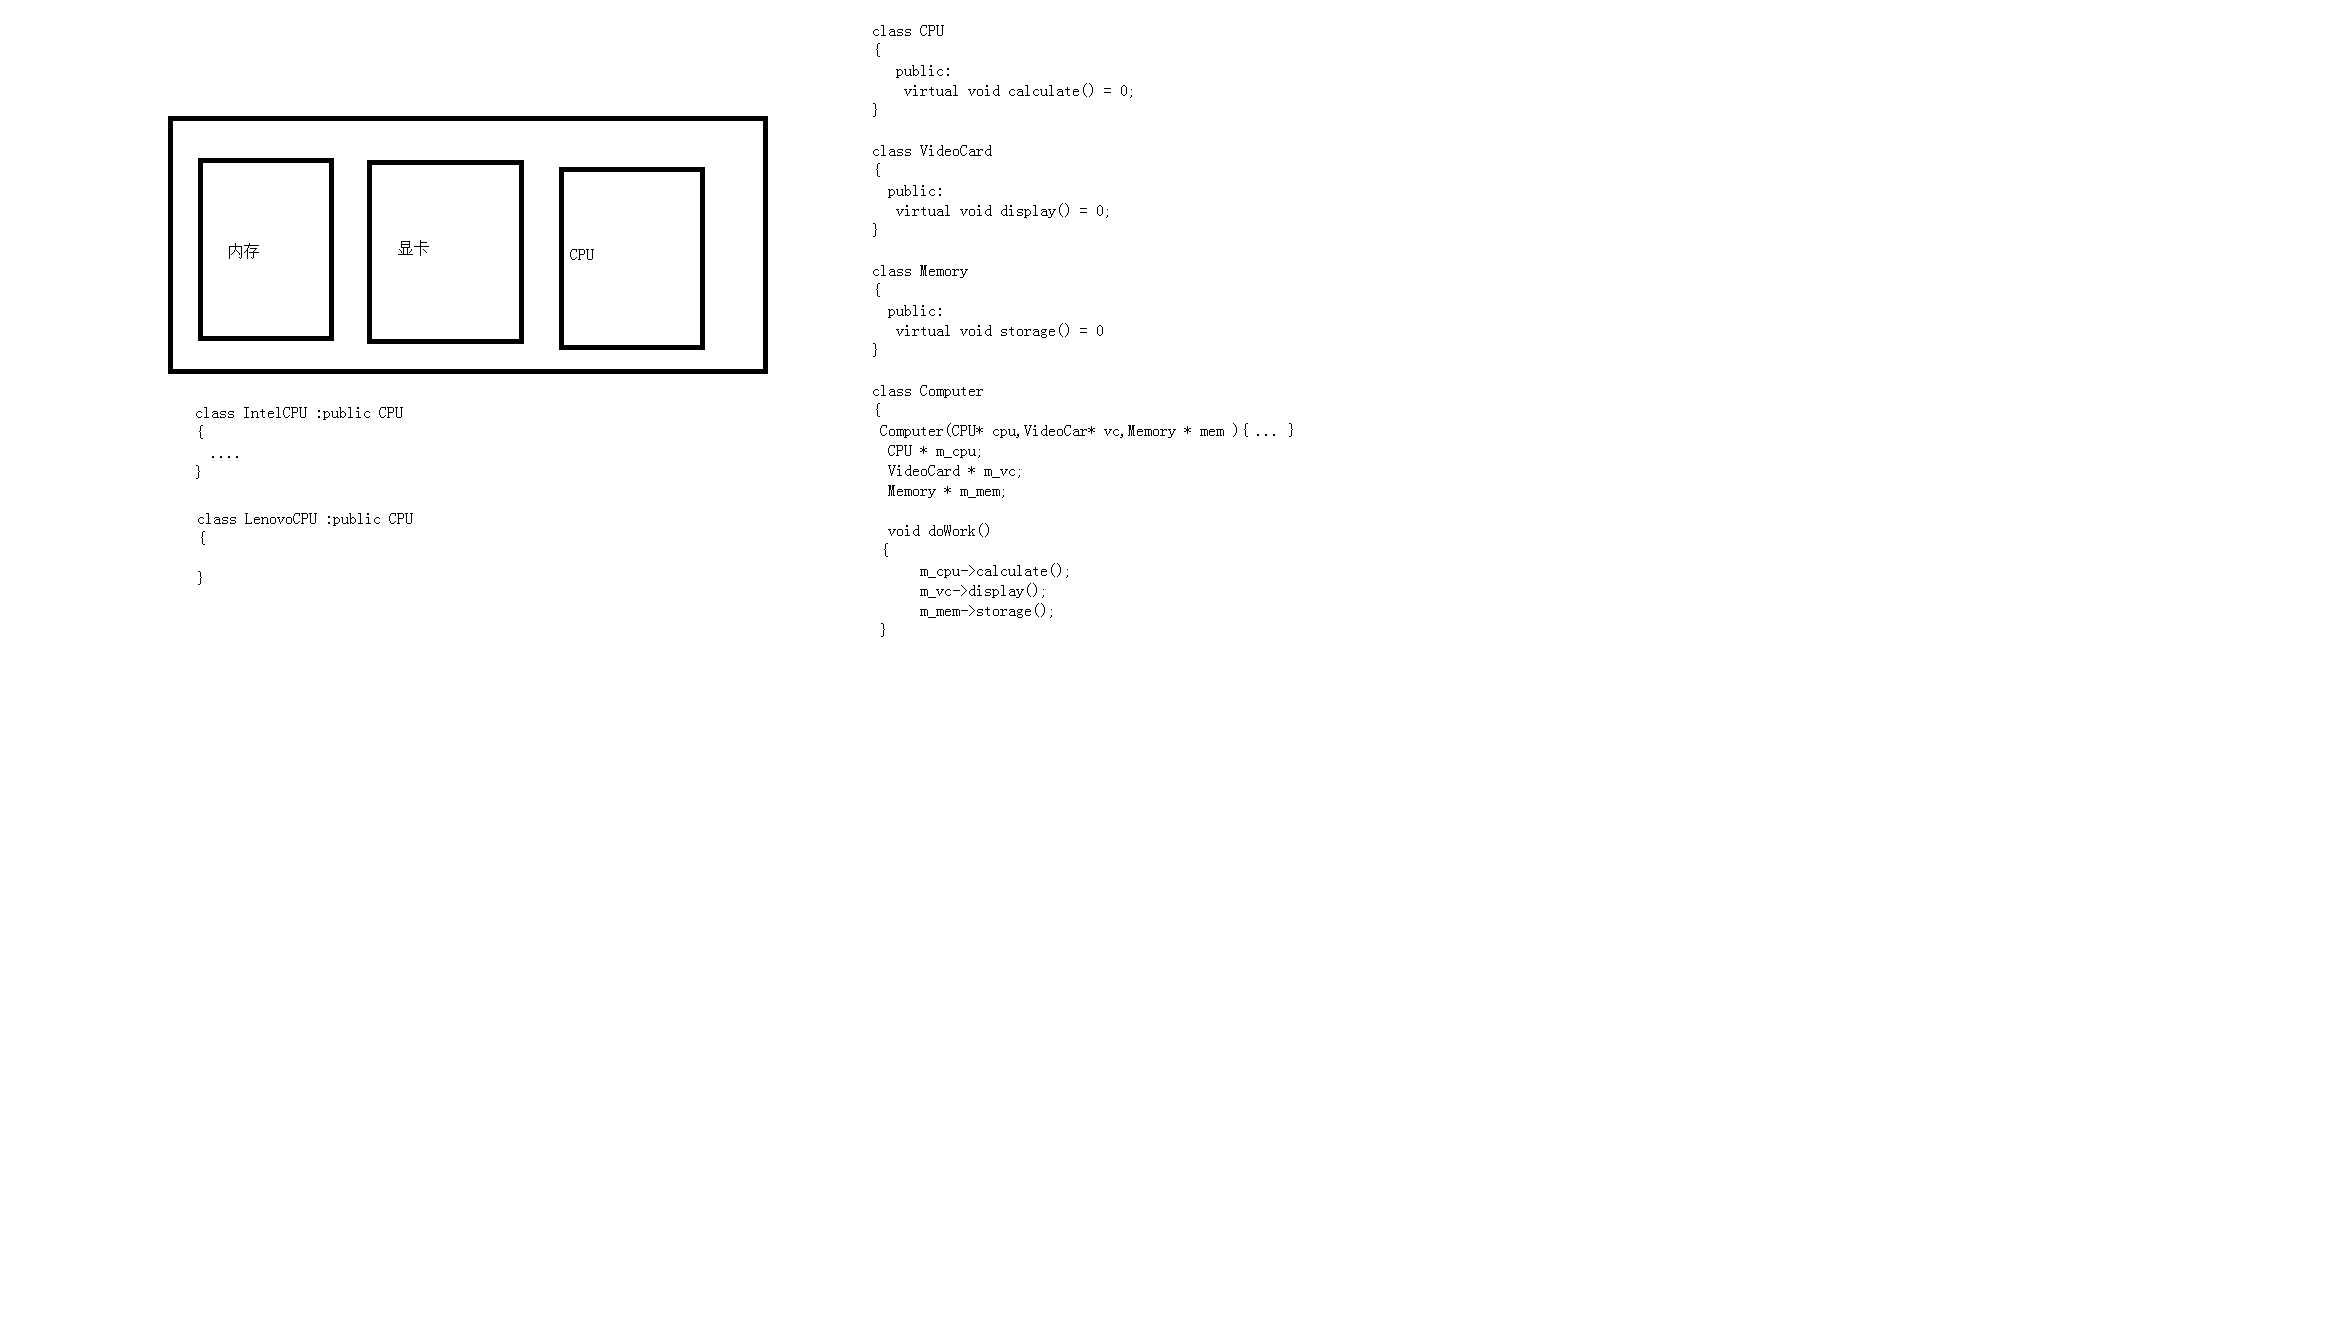 内存
显卡
CPU
class IntelCPU :public CPU
{
....
}
class LenovoCPU :public CPU
{
}
class CPU
{
public:
virtual void calculate() = 0;
}
class VideoCard
{
public:
virtual void display() = 0;
}
class Memory
{
public:
virtual void storage() = 0
}
class Computer
{
Computer(CPU* cpu,VideoCar* vc,Memory * mem ){ ... }
CPU * m_cpu;
VideoCard * m_vc;
Memory * m_mem;
void doWork()
{
m_cpu->calculate();
m_vc->display();
m_mem->storage();
}